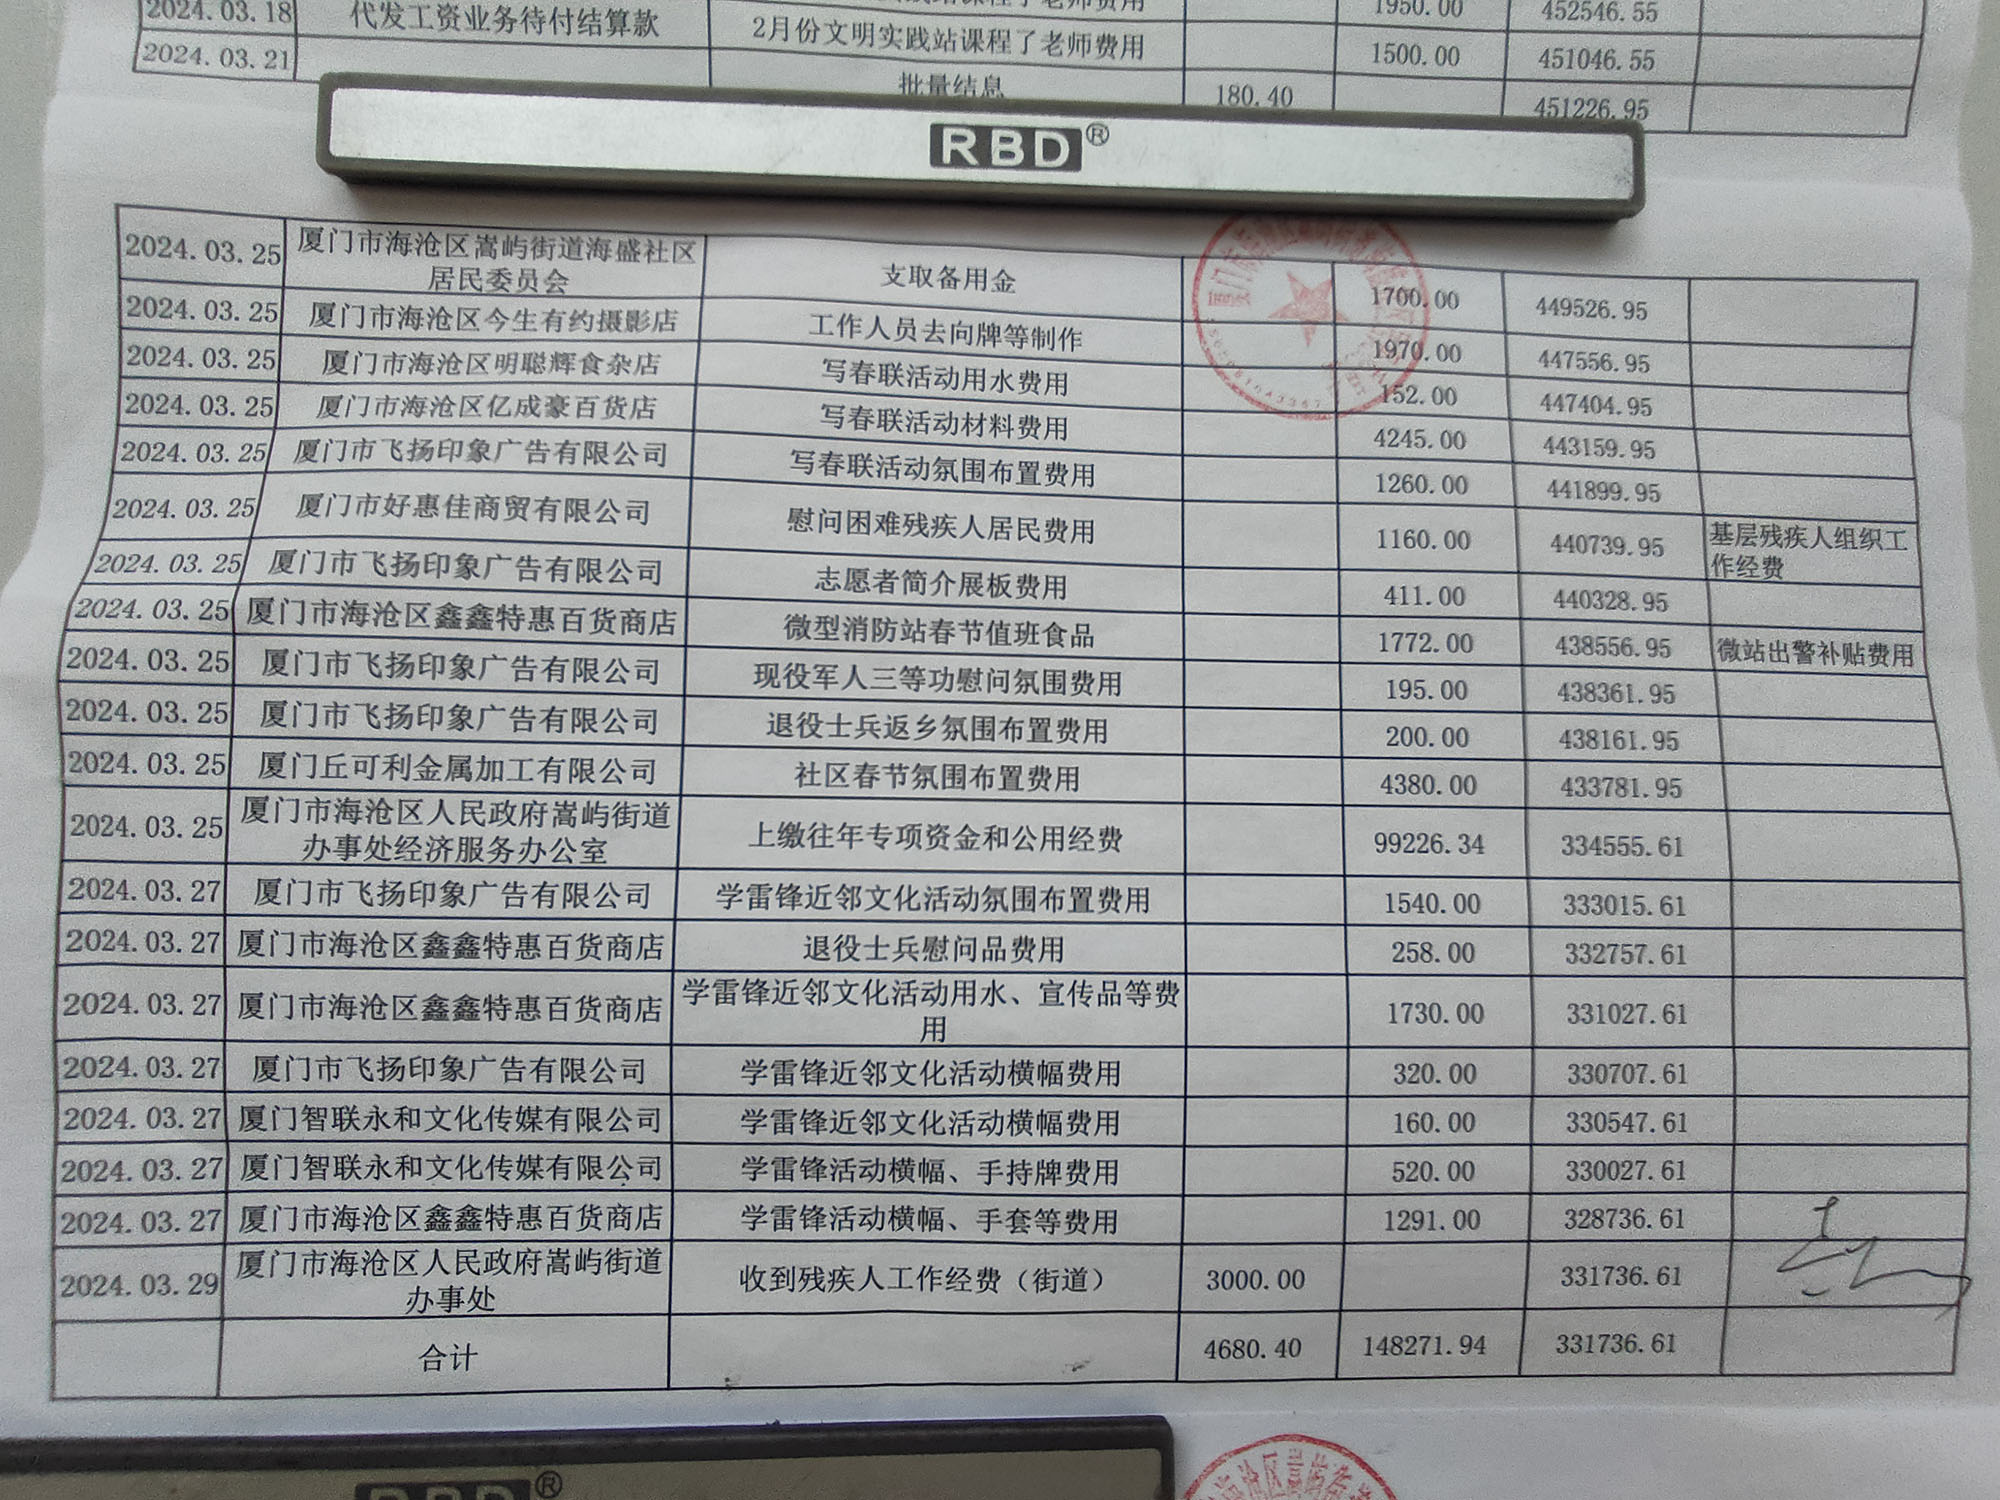 2024.03.18 代发工资业务待付结算款 1950.00 452546.55
2024.03.21 2月份文明实践站课程丁老师费用 1500.00 451046.55
批量结息 180.40 451226.95
RBD®
2024.03.25 厦门市海沧区嵩屿街道海盛社区居民委员会 支取备用金 1700.00 449526.95
2024.03.25 厦门市海沧区今生有约摄影店 工作人员去向牌等制作 1970.00 447556.95
2024.03.25 厦门市海沧区明聪辉食杂店 写春联活动用水费用 152.00 447404.95
2024.03.25 厦门市海沧区亿成豪百货店 写春联活动材料费用 4245.00 443159.95
2024.03.25 厦门市飞扬印象广告有限公司 写春联活动氛围布置费用 1260.00 441899.95
2024.03.25 厦门市好惠佳商贸有限公司 慰问困难残疾人居民费用 1160.00 440739.95 基层残疾人组织工作经费
2024.03.25 厦门市飞扬印象广告有限公司 志愿者简介展板费用 411.00 440328.95
2024.03.25 厦门市海沧区鑫鑫特惠百货商店 微型消防站春节值班食品 1772.00 438556.95 微站出警补贴费用
2024.03.25 厦门市飞扬印象广告有限公司 现役军人三等功慰问氛围费用 195.00 438361.95
2024.03.25 厦门市飞扬印象广告有限公司 退役士兵返乡氛围布置费用 200.00 438161.95
2024.03.25 厦门丘可利金属加工有限公司 社区春节氛围布置费用 4380.00 433781.95
2024.03.25 厦门市海沧区人民政府嵩屿街道办事处经济服务办公室 上缴往年专项资金和公用经费 99226.34 334555.61
2024.03.27 厦门市飞扬印象广告有限公司 学雷锋近邻文化活动氛围布置费用 1540.00 333015.61
2024.03.27 厦门市海沧区鑫鑫特惠百货商店 退役士兵慰问品费用 258.00 332757.61
2024.03.27 厦门市海沧区鑫鑫特惠百货商店 学雷锋近邻文化活动用水、宣传品等费用 1730.00 331027.61
2024.03.27 厦门市飞扬印象广告有限公司 学雷锋近邻文化活动横幅费用 320.00 330707.61
2024.03.27 厦门智联永和文化传媒有限公司 学雷锋近邻文化活动横幅费用 160.00 330547.61
2024.03.27 厦门智联永和文化传媒有限公司 学雷锋活动横幅、手持牌费用 520.00 330027.61
2024.03.27 厦门市海沧区鑫鑫特惠百货商店 学雷锋活动横幅、手套等费用 1291.00 328736.61
2024.03.29 厦门市海沧区人民政府嵩屿街道办事处 收到残疾人工作经费（街道） 3000.00 331736.61
合计 4680.40 148271.94 331736.61
RBD®